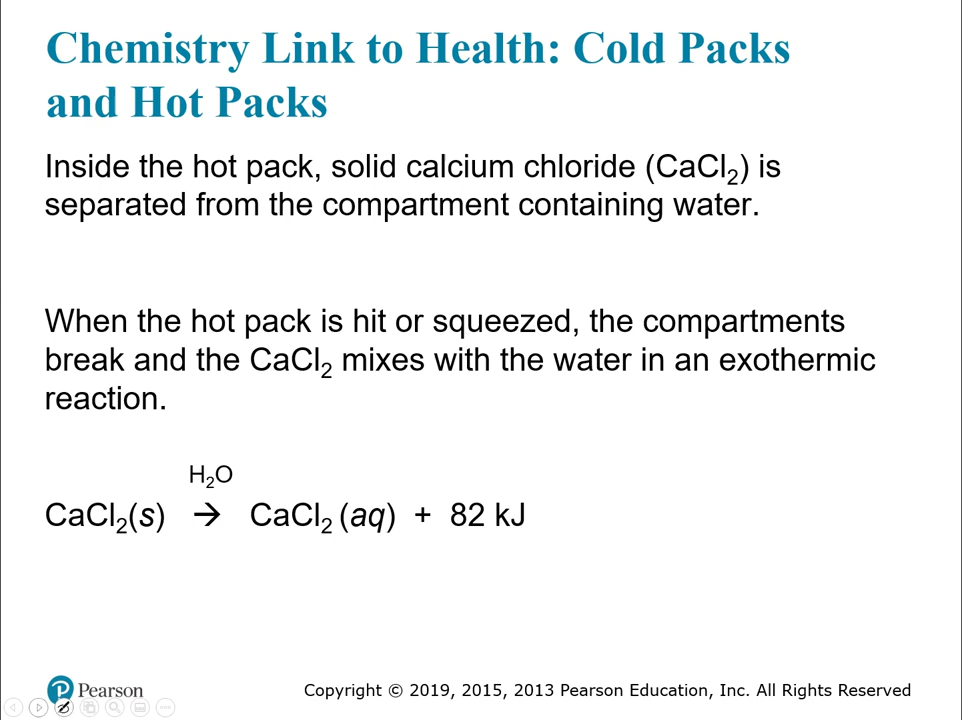 Chemistry Link to Health: Cold Packs
and Hot Packs
Inside the hot pack, solid calcium chloride (CaCl₂) is
separated from the compartment containing water.
When the hot pack is hit or squeezed, the compartments
break and the CaCl₂ mixes with the water in an exothermic
reaction.
H₂O
CaCl₂(s) → CaCl₂ (aq) + 82 kJ
Pearson
Copyright © 2019, 2015, 2013 Pearson Education, Inc. All Rights Reserved